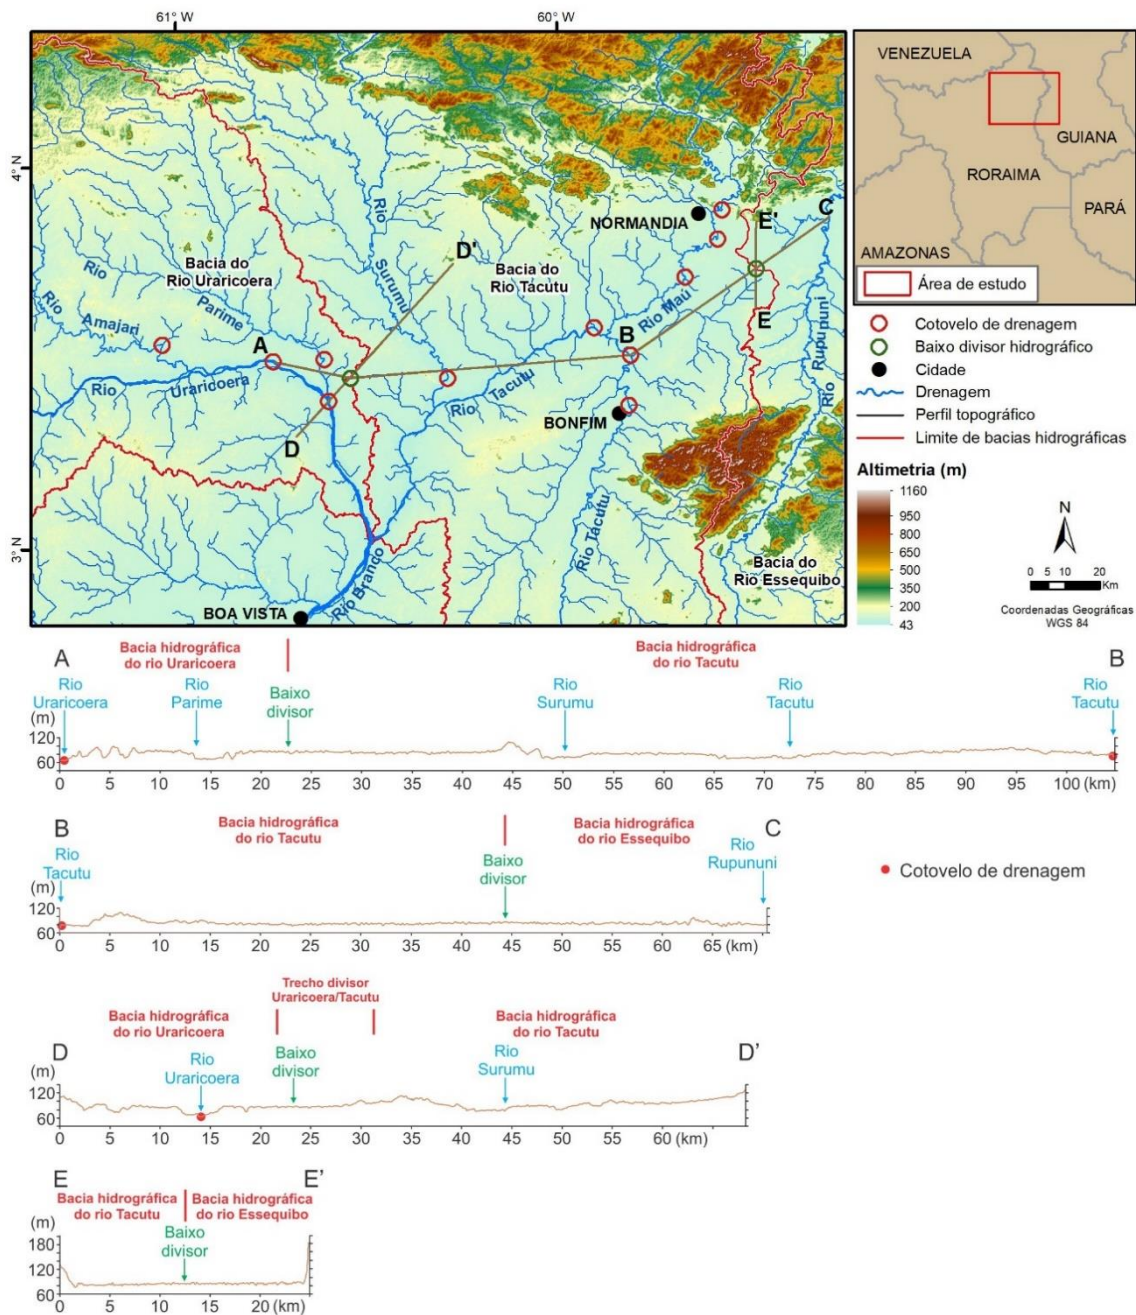 61° W
60° W
4° N
3° N
NORMANDIA
E'
C
D'
Bacia do
Rio Uraricoera
Rio
Surumu
Bacia do
Rio Tacutu
Rio
Parime
Rio
Amajari
Rio Maú
E
Rio Rupununi
A
B
Rio
Uraricoera
Rio Tacutu
BONFIM
D
Rio Tacutu
Bacia do
Rio Essequibo
BOA VISTA
Rio Branco
VENEZUELA
GUIANA
RORAIMA
PARÁ
AMAZONAS
Área de estudo
Cotovelo de drenagem
Baixo divisor hidrográfico
Cidade
Drenagem
Perfil topográfico
Limite de bacias hidrográficas
Altimetria (m)
1160
950
800
650
500
350
200
43
N
0 5 10 20
Km
Coordenadas Geográficas
WGS 84
A
Bacia hidrográfica
do rio Uraricoera
Bacia hidrográfica
do rio Tacutu
B
Rio
Uraricoera
Rio
Parime
Baixo
divisor
Rio
Surumu
Rio
Tacutu
Rio
Tacutu
(m)
120
60
0 5 10 15 20 25 30 35 40 45 50 55 60 65 70 75 80 85 90 95 100 (km)
B
Bacia hidrográfica
do rio Tacutu
Bacia hidrográfica
do rio Essequibo
C
Rio
Tacutu
Baixo
divisor
Rio
Rupununi
(m)
120
60
0 5 10 15 20 25 30 35 40 45 50 55 60 65 (km)
Cotovelo de drenagem
Trecho divisor
Uraricoera/Tacutu
D
Bacia hidrográfica
do rio Uraricoera
Bacia hidrográfica
do rio Tacutu
D'
Rio
Uraricoera
Baixo
divisor
Rio
Surumu
(m)
120
60
0 5 10 15 20 25 30 35 40 45 50 55 60 (km)
E
E'
Bacia hidrográfica
do rio Tacutu
Bacia hidrográfica
do rio Essequibo
Baixo
divisor
(m)
180
120
60
0 5 10 15 20 (km)